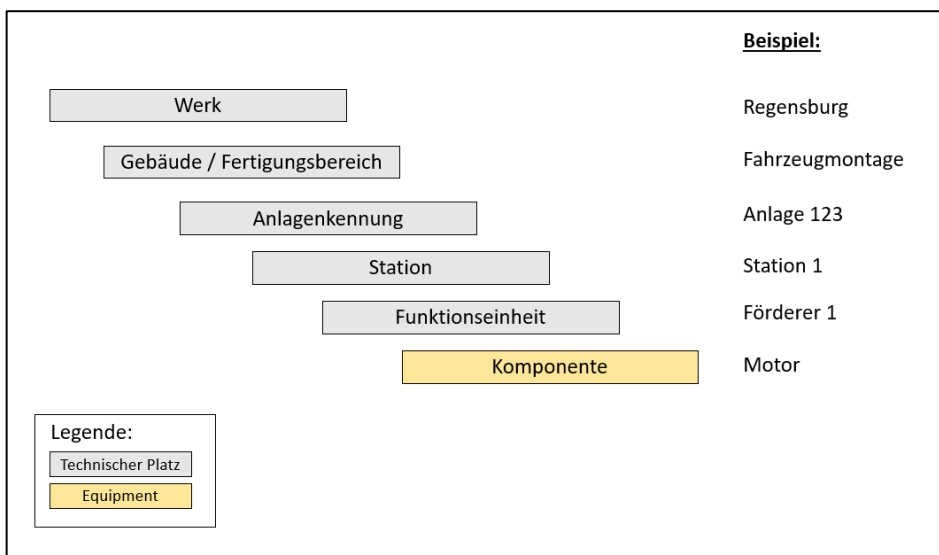 Beispiel:
Werk
Regensburg
Gebäude / Fertigungsbereich
Fahrzeugmontage
Anlagenkennung
Anlage 123
Station
Station 1
Funktionseinheit
Förderer 1
Komponente
Motor
Legende:
Technischer Platz
Equipment